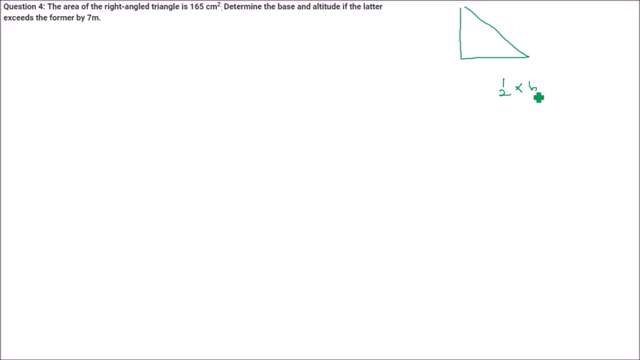 Question 4: The area of the right-angled triangle is 165 cm². Determine the base and altitude if the latter
exceeds the former by 7m.
1/2 × b